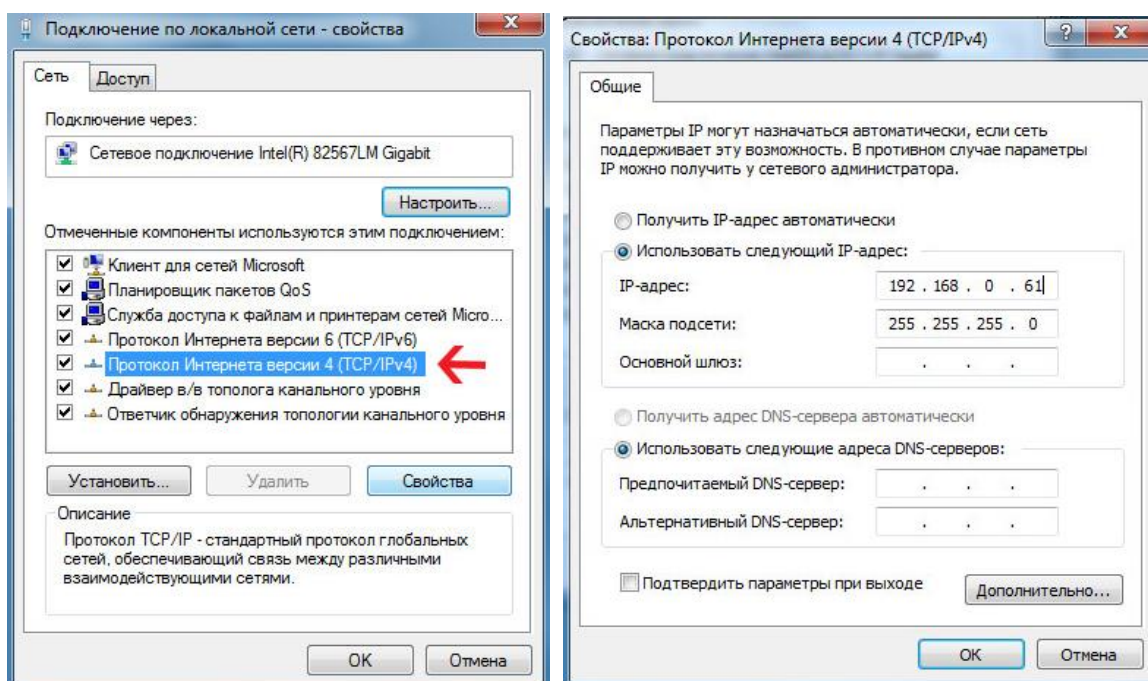 Подключение по локальной сети - свойства
Сеть
Доступ
Подключение через:
Сетевое подключение Intel(R) 82567LM Gigabit
Настроить...
Отмеченные компоненты используются этим подключением:
Клиент для сетей Microsoft
Планировщик пакетов QoS
Служба доступа к файлам и принтерам сетей Micro...
Протокол Интернета версии 6 (TCP/IPv6)
Протокол Интернета версии 4 (TCP/IPv4)
Драйвер в/в тополога канального уровня
Ответчик обнаружения топологии канального уровня
Установить...
Удалить
Свойства
Описание
Протокол TCP/IP - стандартный протокол глобальных
сетей, обеспечивающий связь между различными
взаимодействующими сетями.
OK
Отмена
Свойства: Протокол Интернета версии 4 (TCP/IPv4)
Общие
Параметры IP могут назначаться автоматически, если сеть
поддерживает эту возможность. В противном случае параметры
IP можно получить у сетевого администратора.
Получить IP-адрес автоматически
Использовать следующий IP-адрес:
IP-адрес: 192 . 168 . 0 . 61
Маска подсети: 255 . 255 . 255 . 0
Основной шлюз: . . .
Получить адрес DNS-сервера автоматически
Использовать следующие адреса DNS-серверов:
Предпочитаемый DNS-сервер: . . .
Альтернативный DNS-сервер: . . .
Подтвердить параметры при выходе
Дополнительно...
OK
Отмена